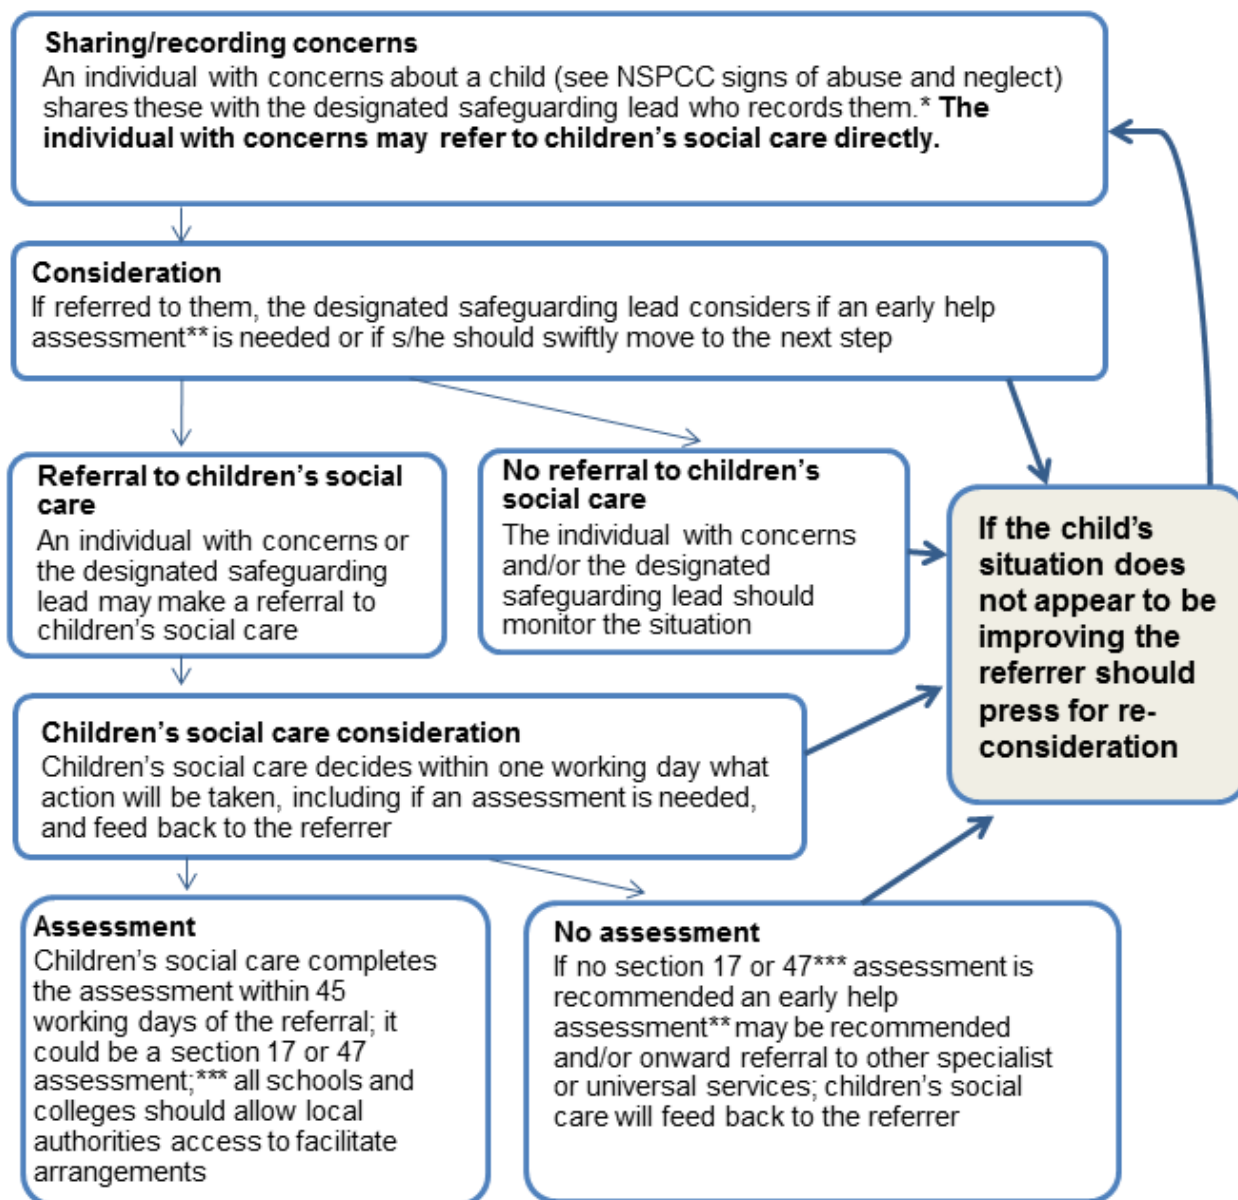 Sharing/recording concerns
An individual with concerns about a child (see NSPCC signs of abuse and neglect)
shares these with the designated safeguarding lead who records them.* The
individual with concerns may refer to children's social care directly.
Consideration
If referred to them, the designated safeguarding lead considers if an early help
assessment** is needed or if s/he should swiftly move to the next step
Referral to children's social
care
An individual with concerns or
the designated safeguarding
lead may make a referral to
children's social care
No referral to children's
social care
The individual with concerns
and/or the designated
safeguarding lead should
monitor the situation
If the child's
situation does
not appear to be
improving the
referrer should
press for re-
consideration
Children's social care consideration
Children's social care decides within one working day what
action will be taken, including if an assessment is needed,
and feed back to the referrer
Assessment
Children's social care completes
the assessment within 45
working days of the referral; it
could be a section 17 or 47
assessment;*** all schools and
colleges should allow local
authorities access to facilitate
arrangements
No assessment
If no section 17 or 47*** assessment is
recommended an early help
assessment** may be recommended
and/or onward referral to other specialist
or universal services; children's social
care will feed back to the referrer